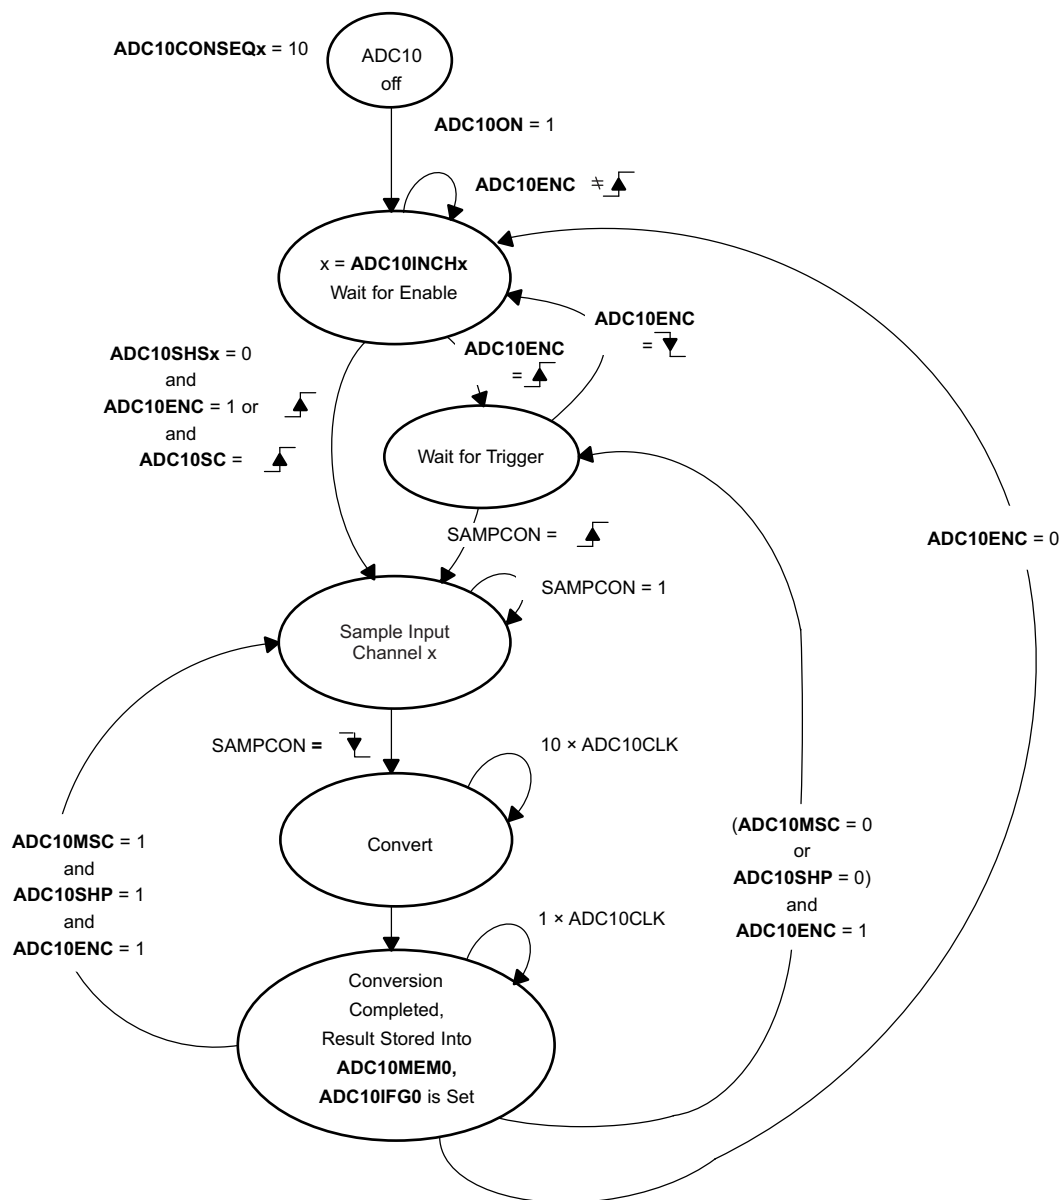 ADC10CONSEQx = 10
ADC10
off
ADC10ON = 1
ADC10ENC ≠
x = ADC10INCHx
Wait for Enable
ADC10ENC
=
ADC10ENC
=
ADC10SHSx = 0
and
ADC10ENC = 1 or
and
ADC10SC =
Wait for Trigger
SAMPCON =
ADC10ENC = 0
SAMPCON = 1
Sample Input
Channel x
SAMPCON =
10 × ADC10CLK
Convert
ADC10MSC = 1
and
ADC10SHP = 1
and
ADC10ENC = 1
(ADC10MSC = 0
or
ADC10SHP = 0)
and
ADC10ENC = 1
1 × ADC10CLK
Conversion
Completed,
Result Stored Into
ADC10MEM0,
ADC10IFG0 is Set